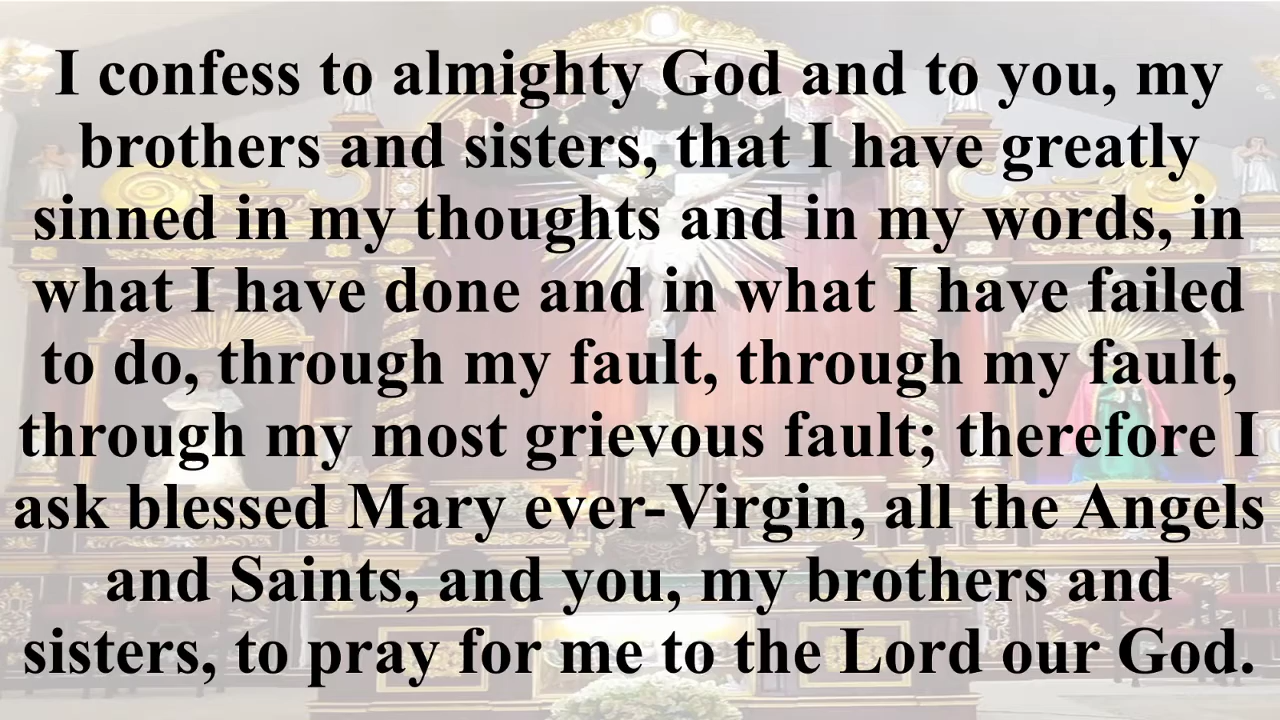 I confess to almighty God and to you, my
brothers and sisters, that I have greatly
sinned in my thoughts and in my words, in
what I have done and in what I have failed
to do, through my fault, through my fault,
through my most grievous fault; therefore I
ask blessed Mary ever-Virgin, all the Angels
and Saints, and you, my brothers and
sisters, to pray for me to the Lord our God.